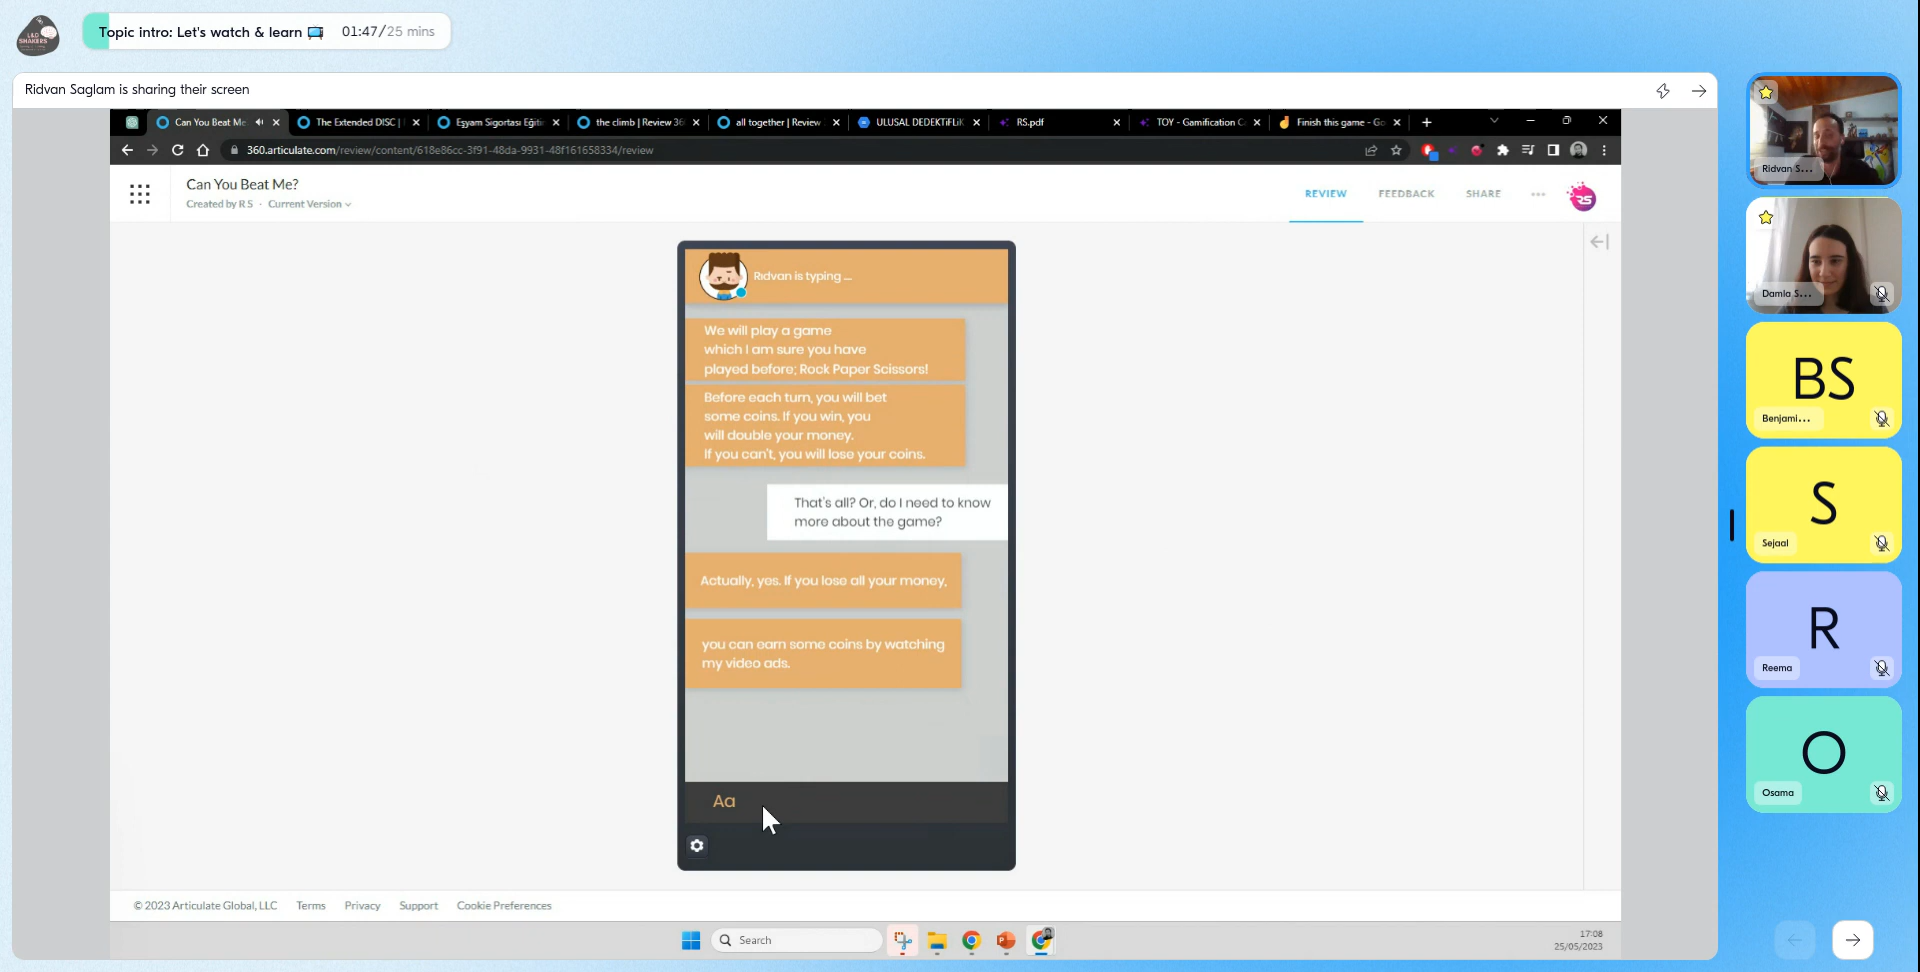 L&D
SHAKERS
Topic intro: Let's watch & learn 01:47/25 mins
Ridvan Saglam is sharing their screen
Can You Beat Me
The Extended DISC |
Eşyam Sigortası Eğiti
the climb | Review 36
all together | Review
ULUSAL DEDEKTiFLiK
RS.pdf
TOY - Gamification C
Finish this game - Go
360.articulate.com/review/content/618e86cc-3f91-48da-9931-48f161658334/review
Can You Beat Me?
Created by R S · Current Version
REVIEW
FEEDBACK
SHARE
RS
Rıdvan is typing ...
We will play a game
which I am sure you have
played before; Rock Paper Scissors!
Before each turn, you will bet
some coins. If you win, you
will double your money.
If you can't, you will lose your coins.
That's all? Or, do I need to know
more about the game?
Actually, yes. If you lose all your money,
you can earn some coins by watching
my video ads.
Aa
© 2023 Articulate Global, LLC
Terms
Privacy
Support
Cookie Preferences
Search
17:08
25/05/2023
Ridvan S...
Damla S...
BS
Benjami...
S
Sejaal
R
Reema
O
Osama